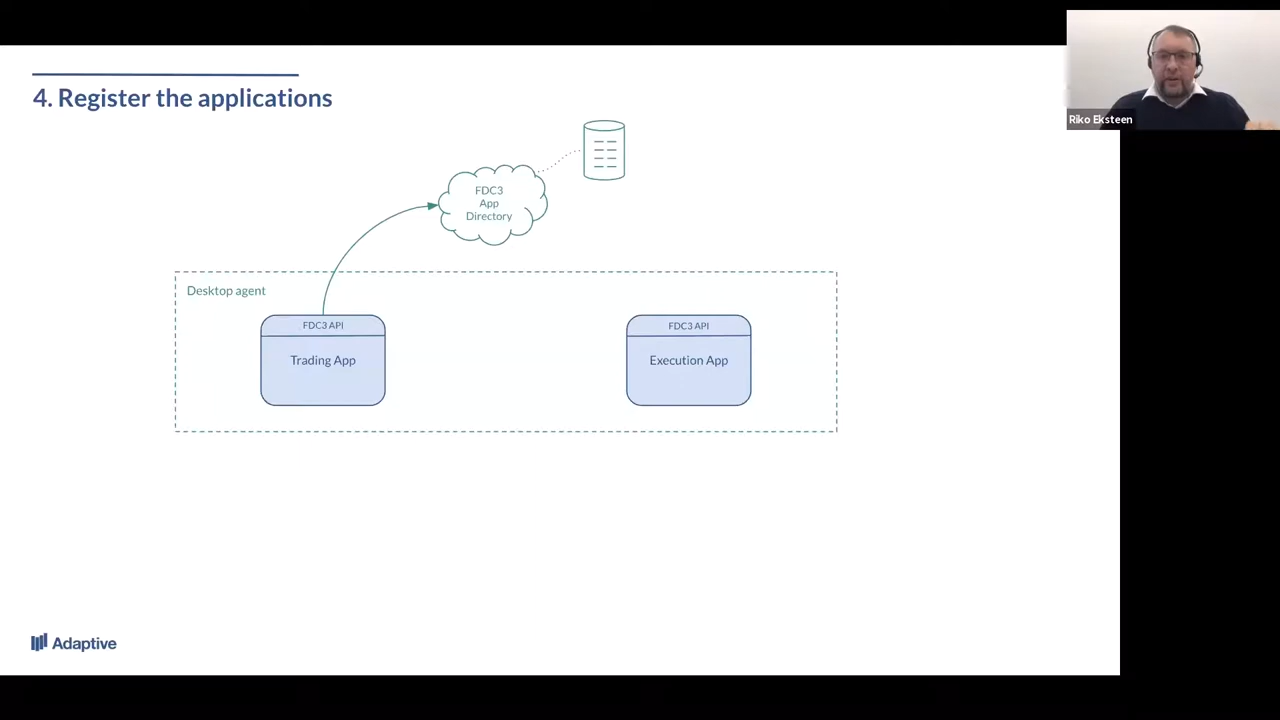 4. Register the applications
Riko Eksteen
FDC3
App
Directory
Desktop agent
FDC3 API
Trading App
FDC3 API
Execution App
Adaptive